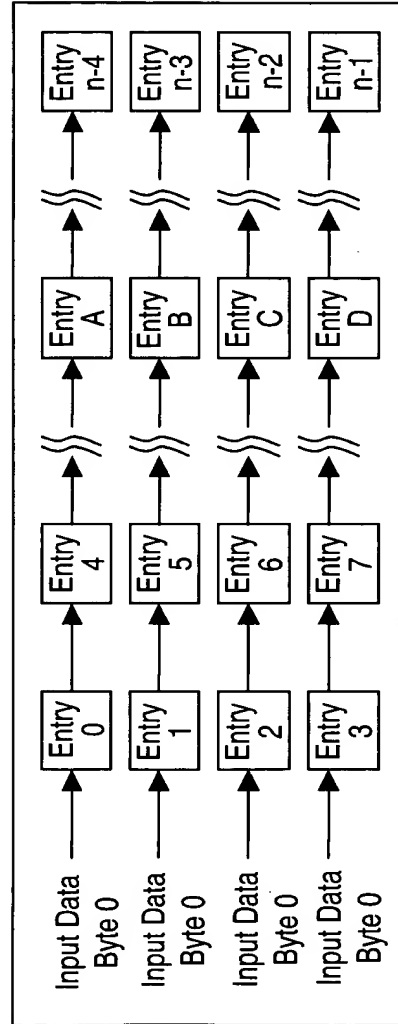 Input Data
Byte 0
Entry
0
Entry
4
Entry
A
Entry
n-4
Input Data
Byte 0
Entry
1
Entry
5
Entry
B
Entry
n-3
Input Data
Byte 0
Entry
2
Entry
6
Entry
C
Entry
n-2
Input Data
Byte 0
Entry
3
Entry
7
Entry
D
Entry
n-1